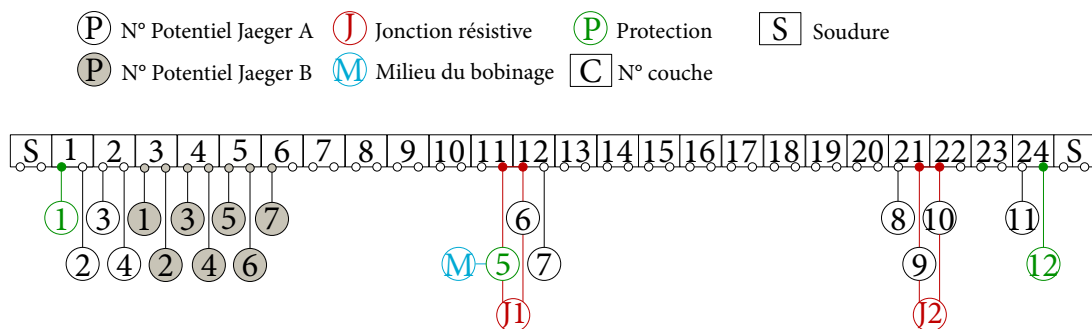 P N° Potentiel Jaeger A J Jonction résistive P Protection S Soudure
P N° Potentiel Jaeger B M Milieu du bobinage C N° couche
S 1 2 3 4 5 6 7 8 9 10 11 12 13 14 15 16 17 18 19 20 21 22 23 24 S
1 3 1 3 5 7 6 8 10 11
2 4 2 4 6 M 5 7 9 12
J1 J2